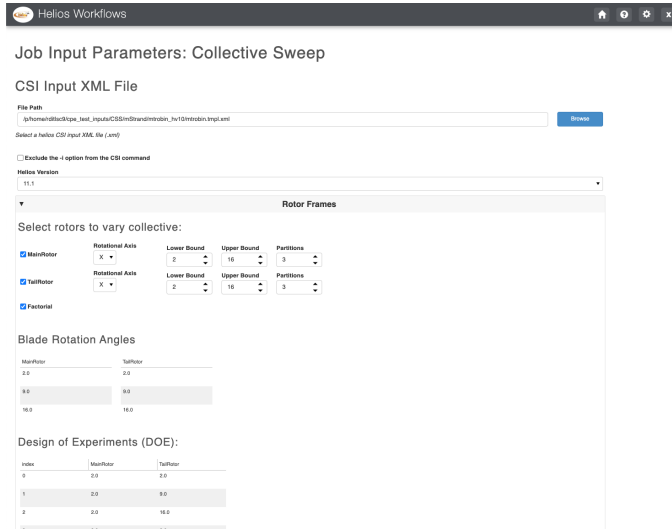 Helios Workflows
x
Job Input Parameters: Collective Sweep
CSI Input XML File
File Path
/p/home/rditlsc9/cpe_test_inputs/CSS/mStrand/mtrobin_hv10/mtrobin.tmpl.xml
Browse
Select a helios CSI input XML file (.xml)
Exclude the -i option from the CSI command
Helios Version
11.1
Rotor Frames
Select rotors to vary collective:
Rotational Axis Lower Bound Upper Bound Partitions
MainRotor X 2 16 3
Rotational Axis Lower Bound Upper Bound Partitions
TailRotor X 2 16 3
Factorial
Blade Rotation Angles
MainRotor TailRotor
2.0 2.0
9.0 9.0
16.0 16.0
Design of Experiments (DOE):
index MainRotor TailRotor
0 2.0 2.0
1 2.0 9.0
2 2.0 16.0